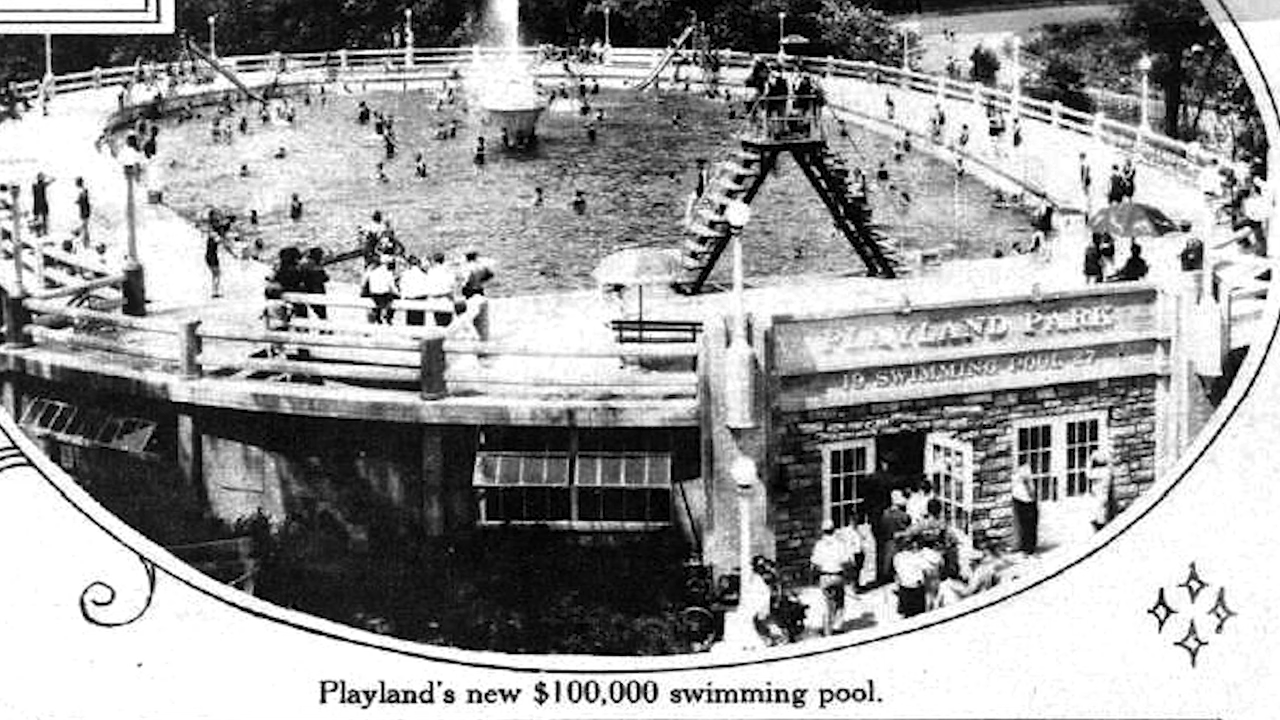 PLAYLAND PARK
19 SWIMMING POOL 27
Playland's new $100,000 swimming pool.